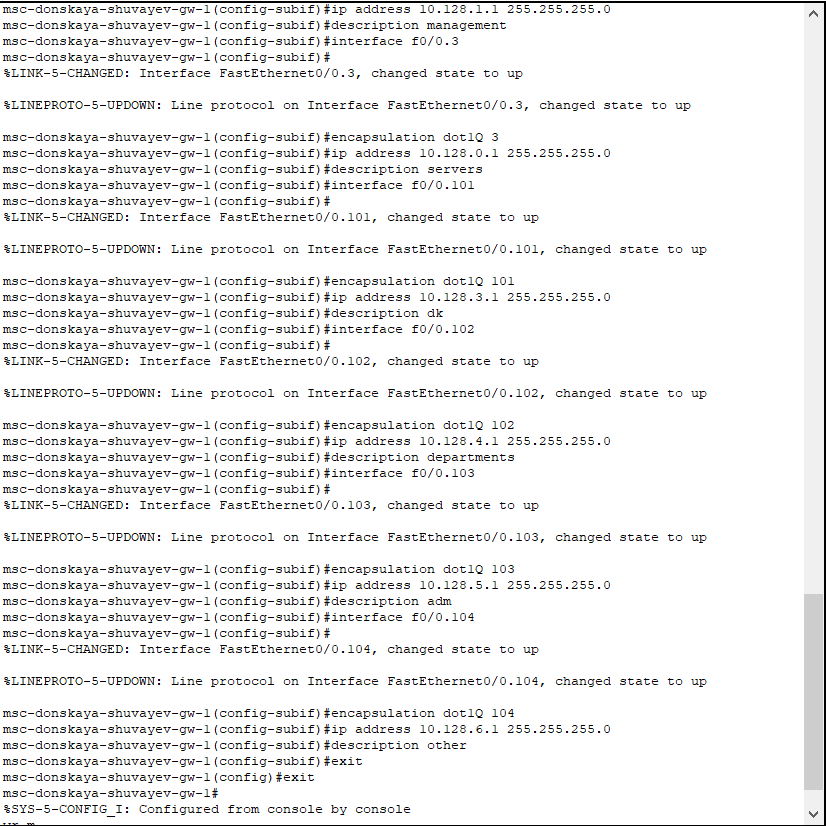 msc-donskaya-shuvayev-gw-1(config-subif)#ip address 10.128.1.1 255.255.255.0
msc-donskaya-shuvayev-gw-1(config-subif)#description management
msc-donskaya-shuvayev-gw-1(config-subif)#interface f0/0.3
msc-donskaya-shuvayev-gw-1(config-subif)#
%LINK-5-CHANGED: Interface FastEthernet0/0.3, changed state to up
%LINEPROTO-5-UPDOWN: Line protocol on Interface FastEthernet0/0.3, changed state to up
msc-donskaya-shuvayev-gw-1(config-subif)#encapsulation dot1Q 3
msc-donskaya-shuvayev-gw-1(config-subif)#ip address 10.128.0.1 255.255.255.0
msc-donskaya-shuvayev-gw-1(config-subif)#description servers
msc-donskaya-shuvayev-gw-1(config-subif)#interface f0/0.101
msc-donskaya-shuvayev-gw-1(config-subif)#
%LINK-5-CHANGED: Interface FastEthernet0/0.101, changed state to up
%LINEPROTO-5-UPDOWN: Line protocol on Interface FastEthernet0/0.101, changed state to up
msc-donskaya-shuvayev-gw-1(config-subif)#encapsulation dot1Q 101
msc-donskaya-shuvayev-gw-1(config-subif)#ip address 10.128.3.1 255.255.255.0
msc-donskaya-shuvayev-gw-1(config-subif)#description dk
msc-donskaya-shuvayev-gw-1(config-subif)#interface f0/0.102
msc-donskaya-shuvayev-gw-1(config-subif)#
%LINK-5-CHANGED: Interface FastEthernet0/0.102, changed state to up
%LINEPROTO-5-UPDOWN: Line protocol on Interface FastEthernet0/0.102, changed state to up
msc-donskaya-shuvayev-gw-1(config-subif)#encapsulation dot1Q 102
msc-donskaya-shuvayev-gw-1(config-subif)#ip address 10.128.4.1 255.255.255.0
msc-donskaya-shuvayev-gw-1(config-subif)#description departments
msc-donskaya-shuvayev-gw-1(config-subif)#interface f0/0.103
msc-donskaya-shuvayev-gw-1(config-subif)#
%LINK-5-CHANGED: Interface FastEthernet0/0.103, changed state to up
%LINEPROTO-5-UPDOWN: Line protocol on Interface FastEthernet0/0.103, changed state to up
msc-donskaya-shuvayev-gw-1(config-subif)#encapsulation dot1Q 103
msc-donskaya-shuvayev-gw-1(config-subif)#ip address 10.128.5.1 255.255.255.0
msc-donskaya-shuvayev-gw-1(config-subif)#description adm
msc-donskaya-shuvayev-gw-1(config-subif)#interface f0/0.104
msc-donskaya-shuvayev-gw-1(config-subif)#
%LINK-5-CHANGED: Interface FastEthernet0/0.104, changed state to up
%LINEPROTO-5-UPDOWN: Line protocol on Interface FastEthernet0/0.104, changed state to up
msc-donskaya-shuvayev-gw-1(config-subif)#encapsulation dot1Q 104
msc-donskaya-shuvayev-gw-1(config-subif)#ip address 10.128.6.1 255.255.255.0
msc-donskaya-shuvayev-gw-1(config-subif)#description other
msc-donskaya-shuvayev-gw-1(config-subif)#exit
msc-donskaya-shuvayev-gw-1(config)#exit
msc-donskaya-shuvayev-gw-1#
%SYS-5-CONFIG_I: Configured from console by console